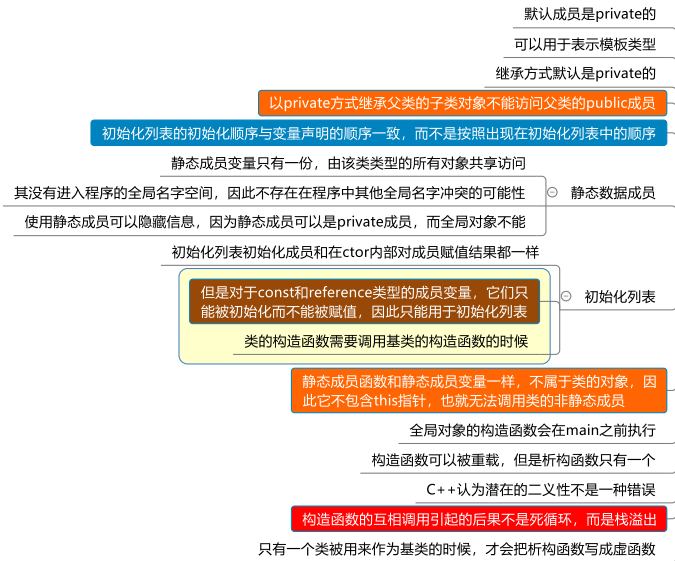 默认成员是private的
可以用于表示模板类型
继承方式默认是private的
以private方式继承父类的子类对象不能访问父类的public成员
初始化列表的初始化顺序与变量声明的顺序一致，而不是按照出现在初始化列表中的顺序
静态成员变量只有一份，由该类类型的所有对象共享访问
其没有进入程序的全局名字空间，因此不存在在程序中其他全局名字冲突的可能性
静态数据成员
使用静态成员可以隐藏信息，因为静态成员可以是private成员，而全局对象不能
初始化列表初始化成员和在ctor内部对成员赋值结果都一样
但是对于const和reference类型的成员变量，它们只
能被初始化而不能被赋值，因此只能用于初始化列表
初始化列表
类的构造函数需要调用基类的构造函数的时候
静态成员函数和静态成员变量一样，不属于类的对象，因
此它不包含this指针，也就无法调用类的非静态成员
全局对象的构造函数会在main之前执行
构造函数可以被重载，但是析构函数只有一个
C++认为潜在的二义性不是一种错误
构造函数的互相调用引起的后果不是死循环，而是栈溢出
只有一个类被用来作为基类的时候，才会把析构函数写成虚函数